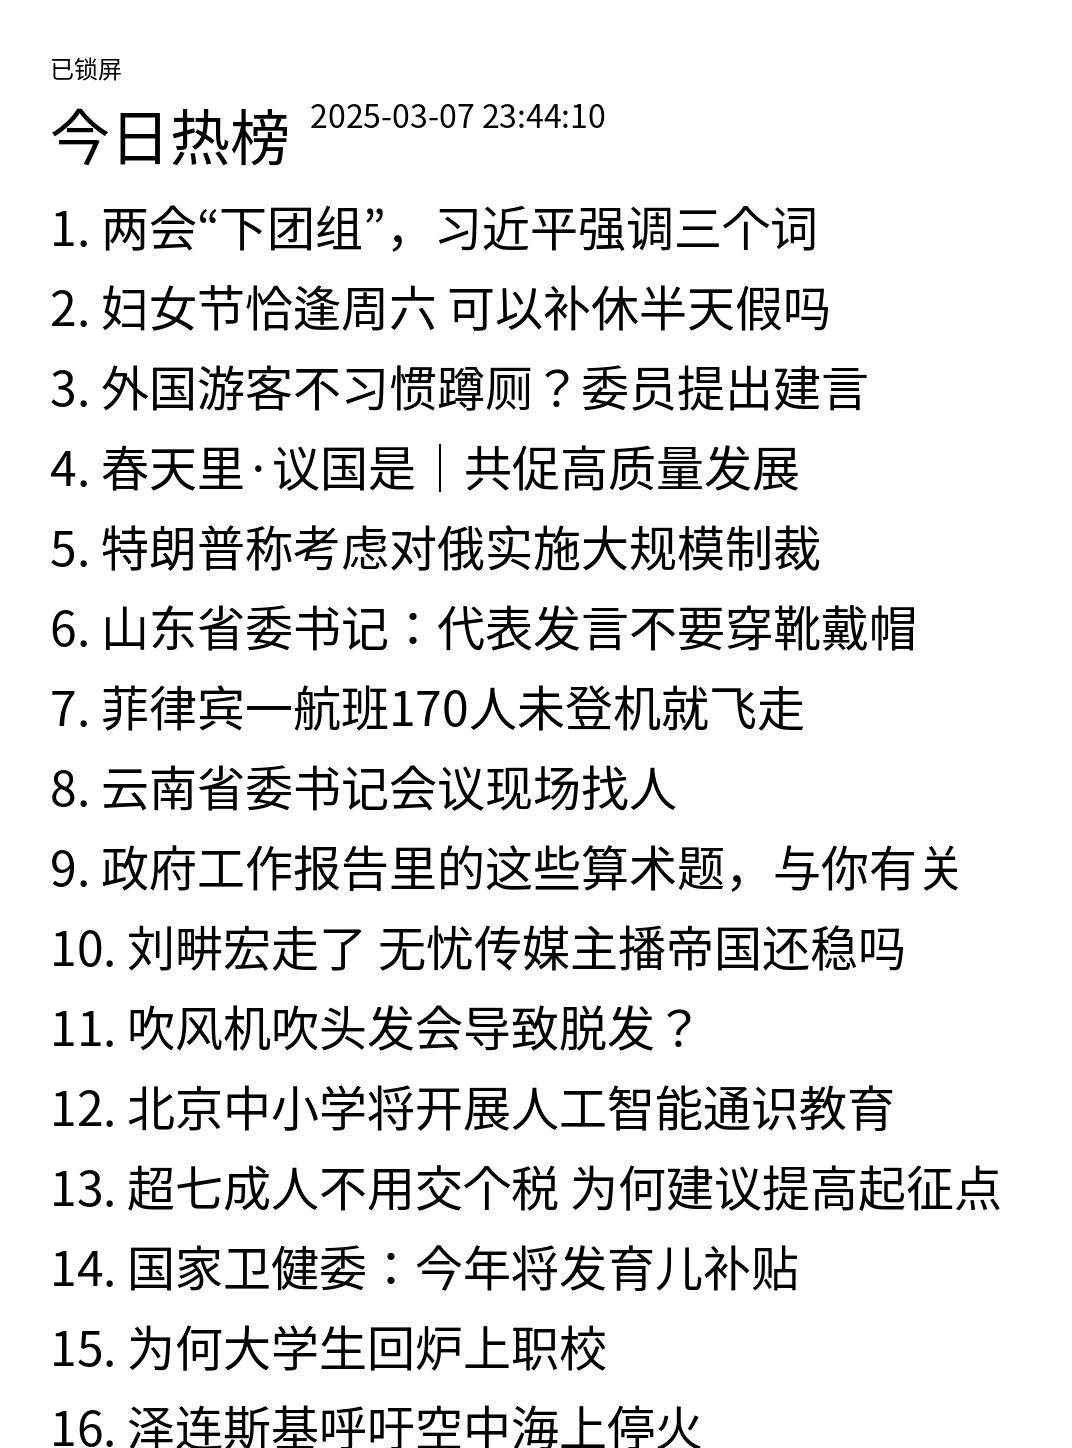 已锁屏
今日热榜 2025-03-07 23:44:10
1. 两会“下团组”，习近平强调三个词
2. 妇女节恰逢周六 可以补休半天假吗
3. 外国游客不习惯蹲厕？委员提出建言
4. 春天里·议国是｜共促高质量发展
5. 特朗普称考虑对俄实施大规模制裁
6. 山东省委书记：代表发言不要穿靴戴帽
7. 菲律宾一航班170人未登机就飞走
8. 云南省委书记会议现场找人
9. 政府工作报告里的这些算术题，与你有关
10. 刘畊宏走了 无忧传媒主播帝国还稳吗
11. 吹风机吹头发会导致脱发？
12. 北京中小学将开展人工智能通识教育
13. 超七成人不用交个税 为何建议提高起征点
14. 国家卫健委：今年将发育儿补贴
15. 为何大学生回炉上职校
16. 泽连斯基呼吁空中海上停火